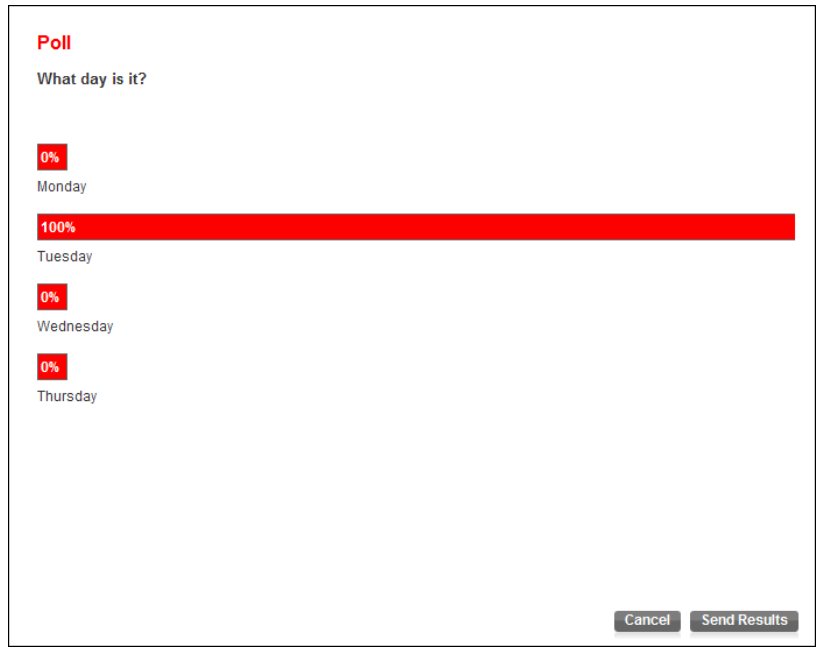 Poll
What day is it?
0%
Monday
100%
Tuesday
0%
Wednesday
0%
Thursday
Cancel Send Results